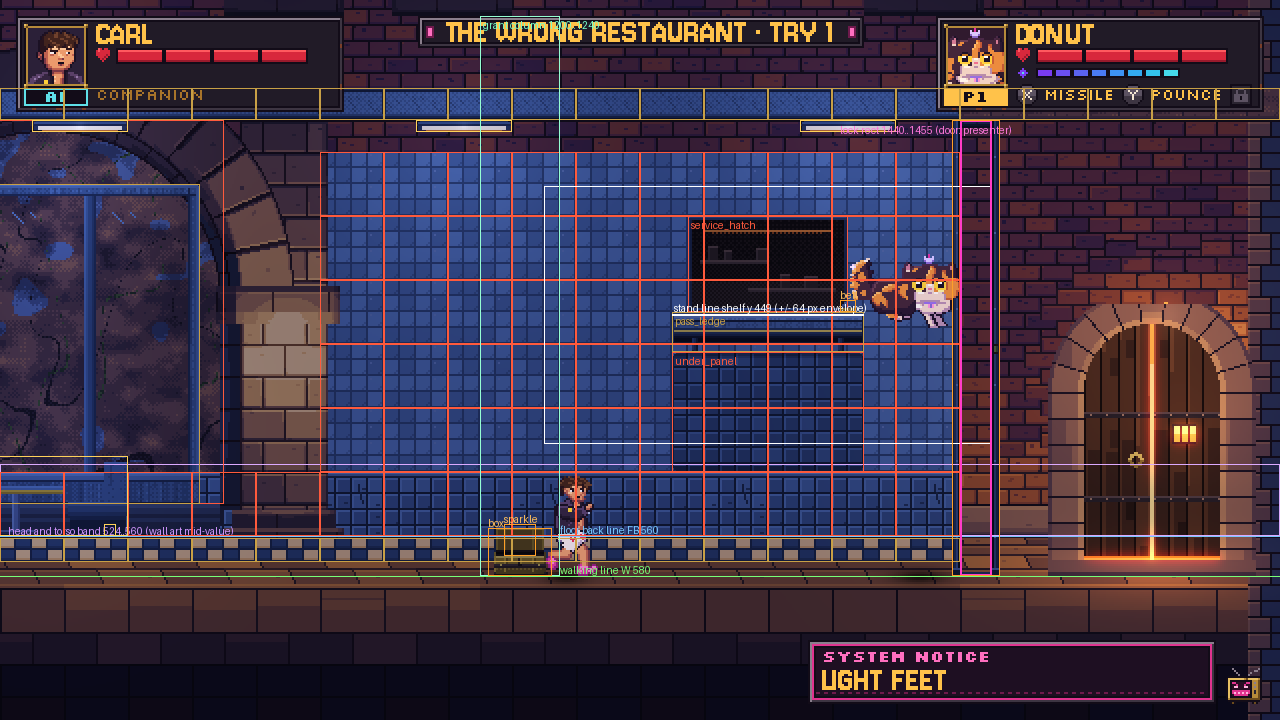 CARL
AI
COMPANION
THE WRONG RESTAURANT · TRY 1
DONUT
P1
X MISSILE Y POUNCE
service_hatch
stand line shelf y 449 (+/- 64 px envelope)
pass_ledge
under_panel
head and torso band 524..560 (wall art mid-value)
box
sparkle
floor back line FB 560
walking line W 580
SYSTEM NOTICE
LIGHT FEET